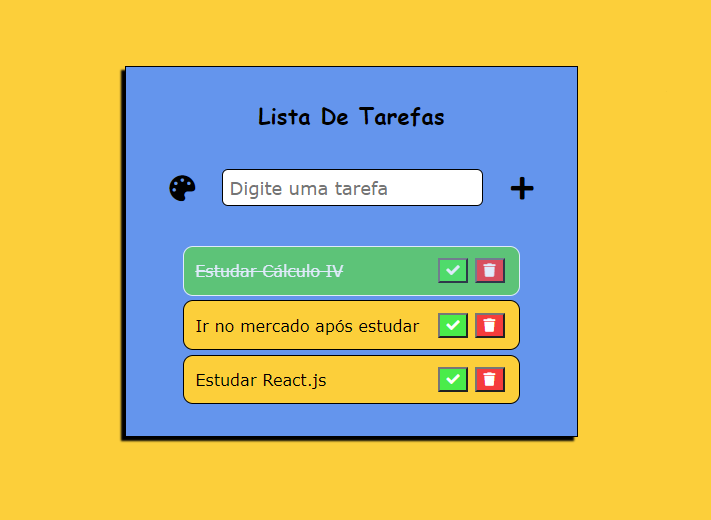 Lista De Tarefas
Digite uma tarefa
Estudar Cálculo IV
Ir no mercado após estudar
Estudar React.js